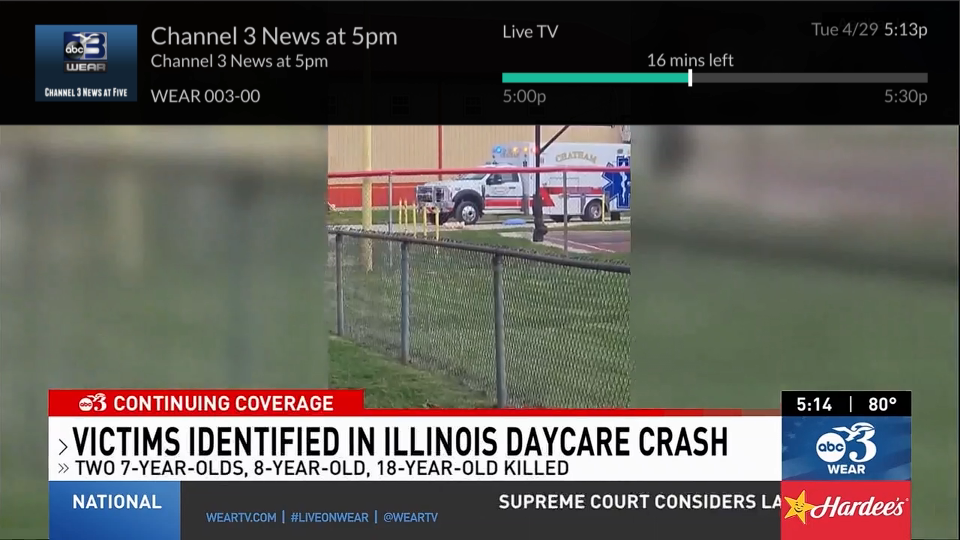 abc 3
WEAR
CHANNEL 3 NEWS AT FIVE
Channel 3 News at 5pm
Channel 3 News at 5pm
WEAR 003-00
Live TV
Tue 4/29 5:13p
16 mins left
5:00p
5:30p
CHATHAM
abc 3 CONTINUING COVERAGE
VICTIMS IDENTIFIED IN ILLINOIS DAYCARE CRASH
TWO 7-YEAR-OLDS, 8-YEAR-OLD, 18-YEAR-OLD KILLED
5:14 | 80°
abc 3
WEAR
NATIONAL
SUPREME COURT CONSIDERS LA
WEARTV.COM | #LIVEONWEAR | @WEARTV
Hardee's